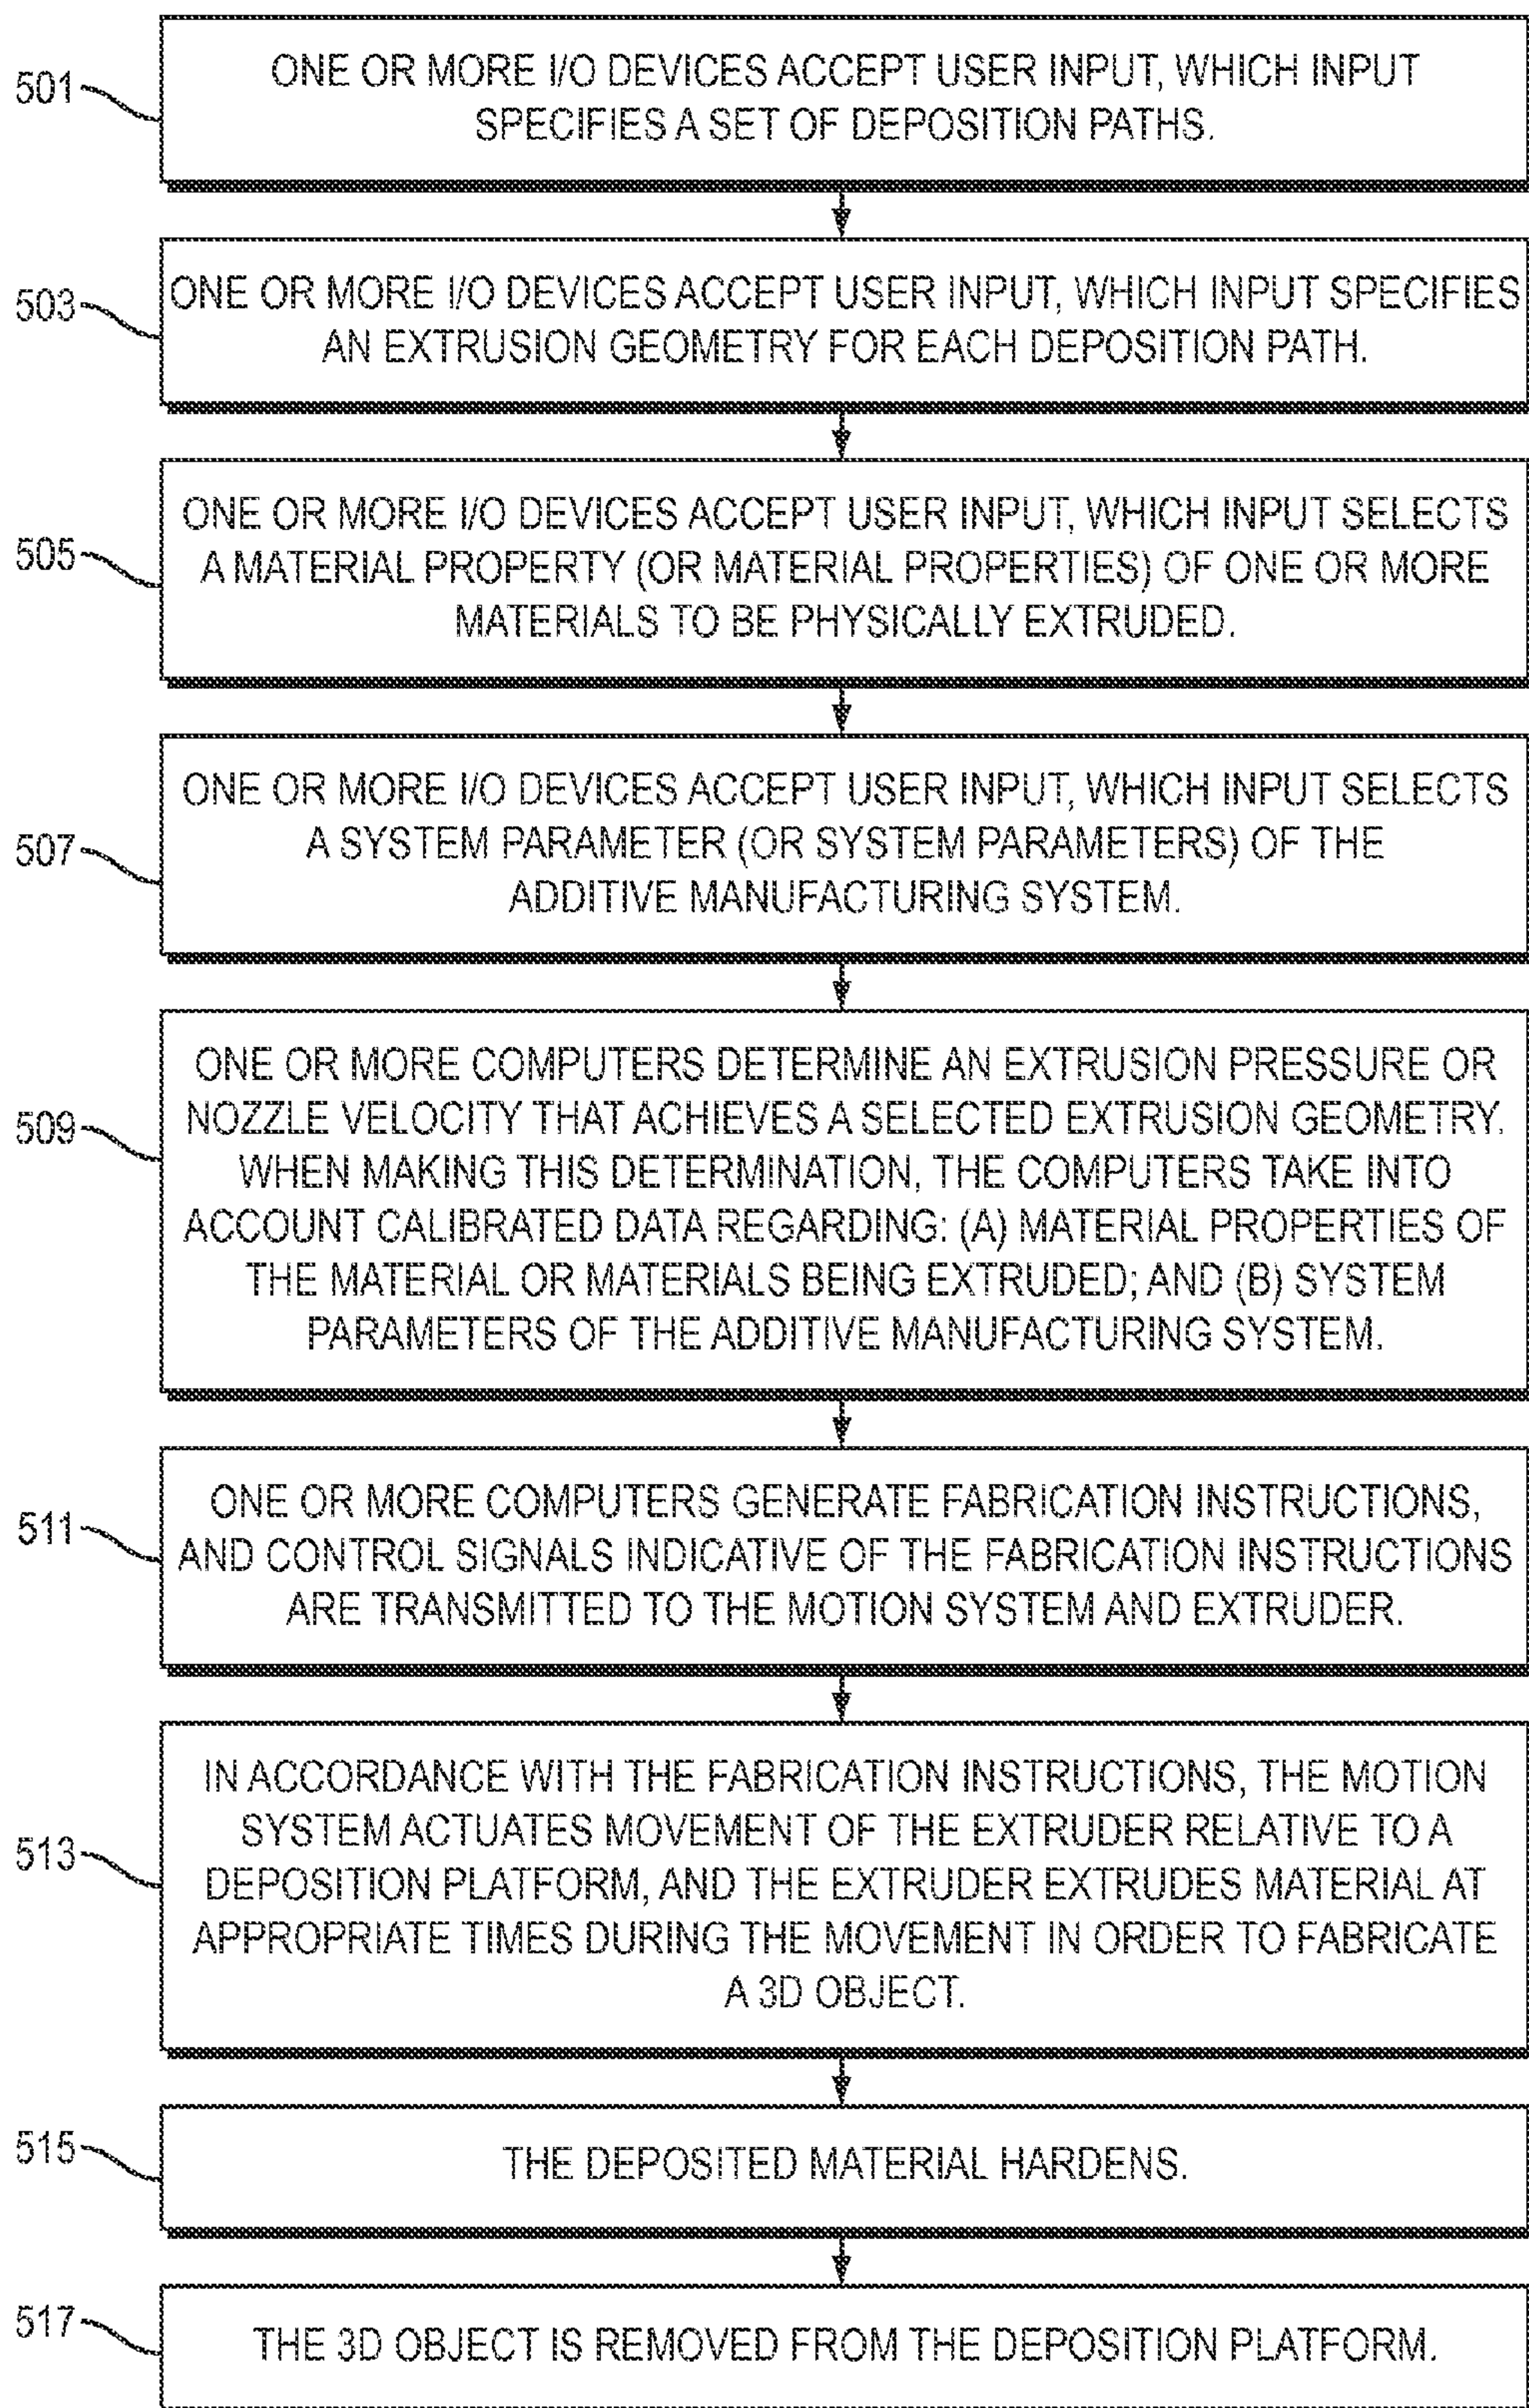 501
ONE OR MORE I/O DEVICES ACCEPT USER INPUT, WHICH INPUT
SPECIFIES A SET OF DEPOSITION PATHS.
503
ONE OR MORE I/O DEVICES ACCEPT USER INPUT, WHICH INPUT SPECIFIES
AN EXTRUSION GEOMETRY FOR EACH DEPOSITION PATH.
505
ONE OR MORE I/O DEVICES ACCEPT USER INPUT, WHICH INPUT SELECTS
A MATERIAL PROPERTY (OR MATERIAL PROPERTIES) OF ONE OR MORE
MATERIALS TO BE PHYSICALLY EXTRUDED.
507
ONE OR MORE I/O DEVICES ACCEPT USER INPUT, WHICH INPUT SELECTS
A SYSTEM PARAMETER (OR SYSTEM PARAMETERS) OF THE
ADDITIVE MANUFACTURING SYSTEM.
509
ONE OR MORE COMPUTERS DETERMINE AN EXTRUSION PRESSURE OR
NOZZLE VELOCITY THAT ACHIEVES A SELECTED EXTRUSION GEOMETRY.
WHEN MAKING THIS DETERMINATION, THE COMPUTERS TAKE INTO
ACCOUNT CALIBRATED DATA REGARDING: (A) MATERIAL PROPERTIES OF
THE MATERIAL OR MATERIALS BEING EXTRUDED; AND (B) SYSTEM
PARAMETERS OF THE ADDITIVE MANUFACTURING SYSTEM.
511
ONE OR MORE COMPUTERS GENERATE FABRICATION INSTRUCTIONS,
AND CONTROL SIGNALS INDICATIVE OF THE FABRICATION INSTRUCTIONS
ARE TRANSMITTED TO THE MOTION SYSTEM AND EXTRUDER.
513
IN ACCORDANCE WITH THE FABRICATION INSTRUCTIONS, THE MOTION
SYSTEM ACTUATES MOVEMENT OF THE EXTRUDER RELATIVE TO A
DEPOSITION PLATFORM, AND THE EXTRUDER EXTRUDES MATERIAL AT
APPROPRIATE TIMES DURING THE MOVEMENT IN ORDER TO FABRICATE
A 3D OBJECT.
515
THE DEPOSITED MATERIAL HARDENS.
517
THE 3D OBJECT IS REMOVED FROM THE DEPOSITION PLATFORM.